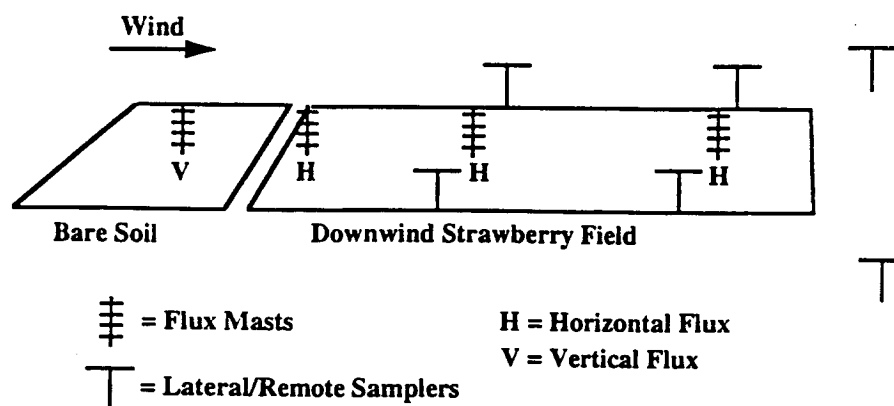 Wind
V
H
H
H
Bare Soil
Downwind Strawberry Field
= Flux Masts
H = Horizontal Flux
V = Vertical Flux
= Lateral/Remote Samplers